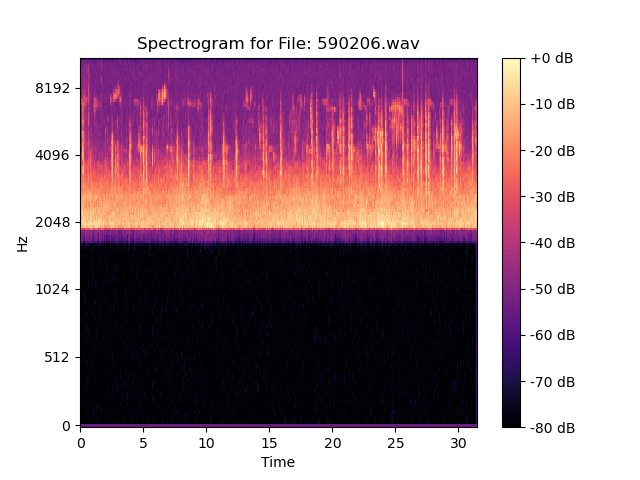 Spectrogram for File: 590206.wav
Hz
8192
4096
2048
1024
512
0
0 5 10 15 20 25 30
Time
+0 dB
-10 dB
-20 dB
-30 dB
-40 dB
-50 dB
-60 dB
-70 dB
-80 dB